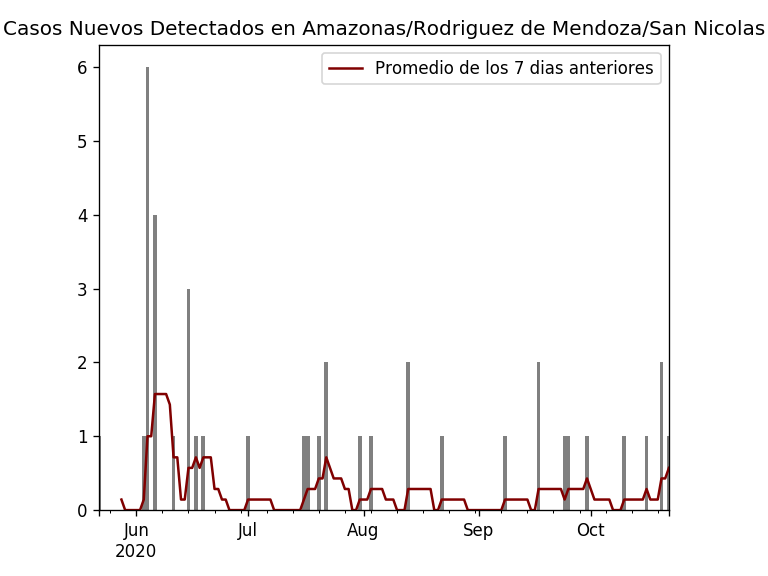 Casos Nuevos Detectados en Amazonas/Rodriguez de Mendoza/San Nicolas
Promedio de los 7 dias anteriores
6
5
4
3
2
1
0
Jun Jul Aug Sep Oct
2020